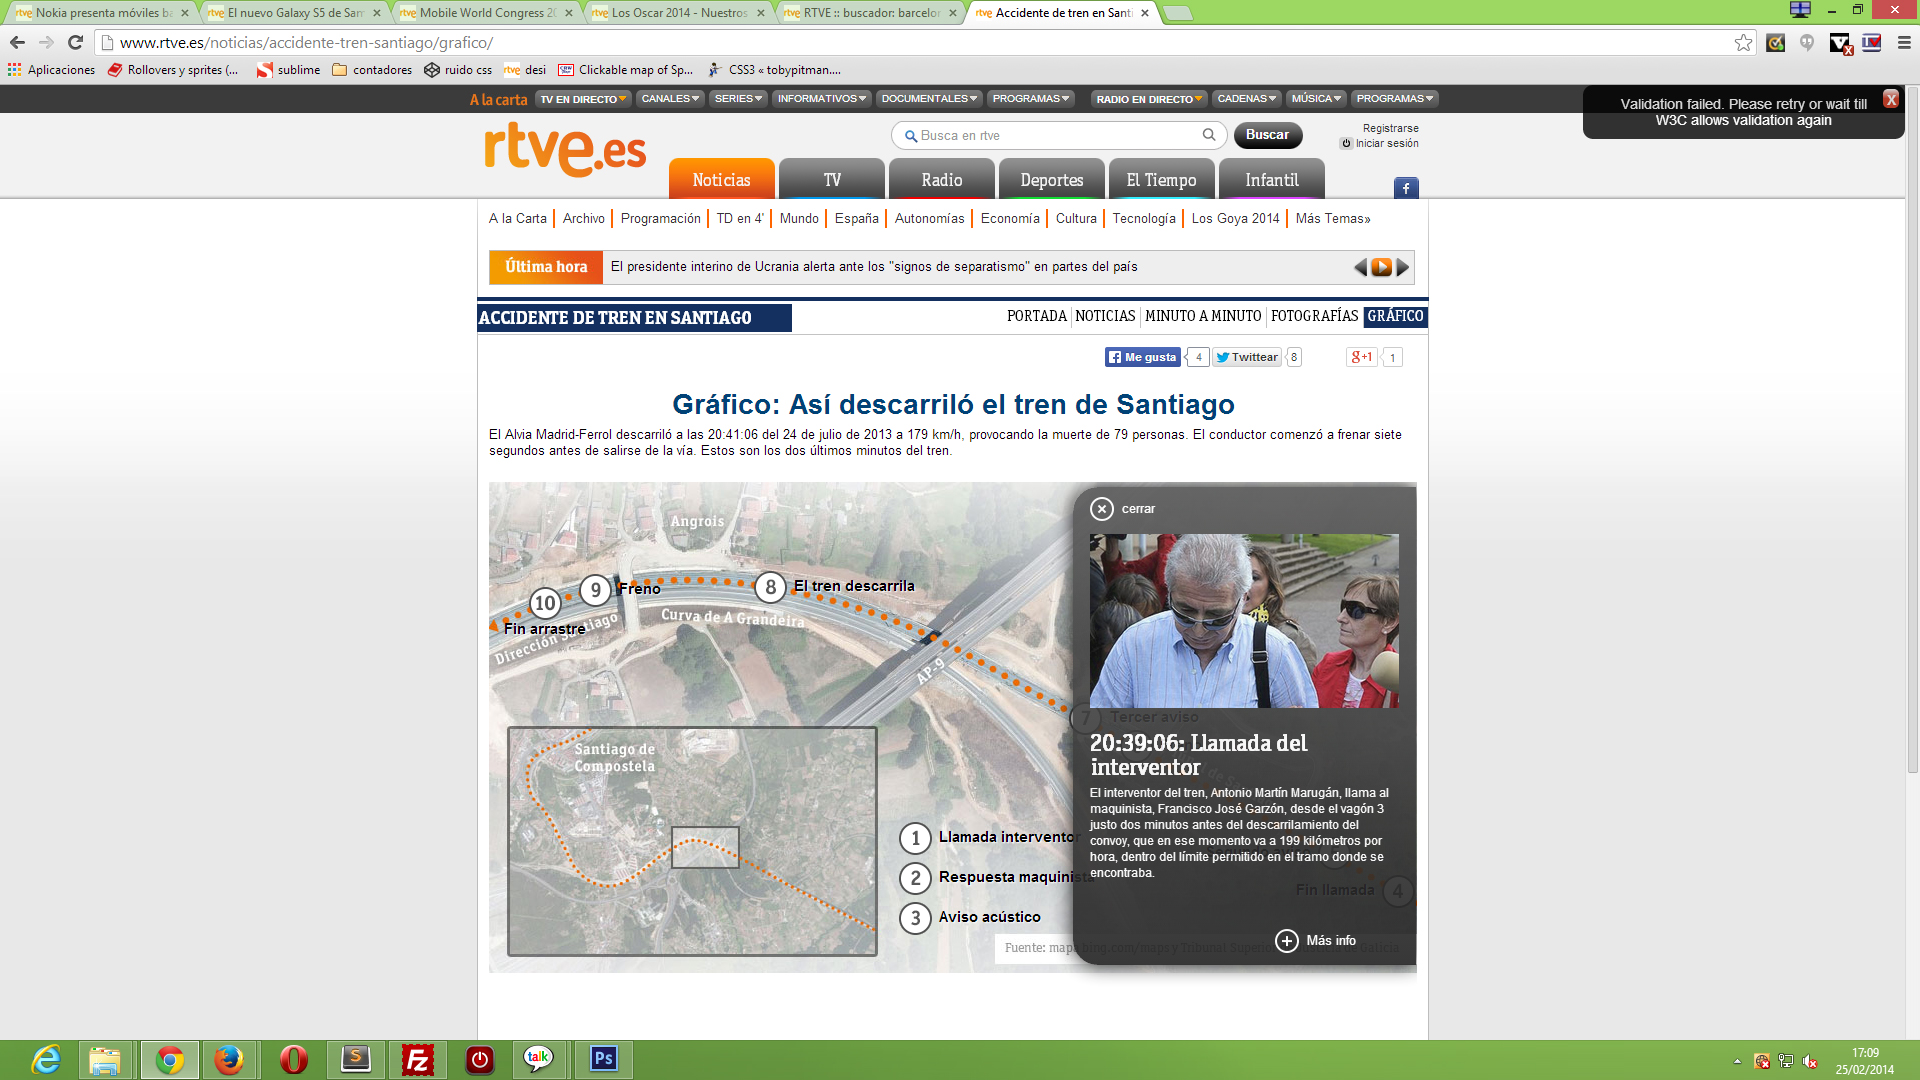 Nokia presenta móviles ba
El nuevo Galaxy S5 de Sam
Mobile World Congress 20
Los Oscar 2014 - Nuestros
RTVE :: buscador: barcelon
Accidente de tren en Santi
www.rtve.es/noticias/accidente-tren-santiago/grafico/
Aplicaciones
Rollovers y sprites (...
sublime
contadores
ruido css
desi
Clickable map of Sp...
CSS3 « tobypitman....
A la carta
TV EN DIRECTO
CANALES
SERIES
INFORMATIVOS
DOCUMENTALES
PROGRAMAS
RADIO EN DIRECTO
CADENAS
MÚSICA
PROGRAMAS
Validation failed. Please retry or wait till
W3C allows validation again
X
rtve.es
Busca en rtve
Buscar
Registrarse
Iniciar sesión
Noticias
TV
Radio
Deportes
El Tiempo
Infantil
f
A la Carta
Archivo
Programación
TD en 4'
Mundo
España
Autonomías
Economía
Cultura
Tecnología
Los Goya 2014
Más Temas»
Última hora
El presidente interino de Ucrania alerta ante los "signos de separatismo" en partes del país
ACCIDENTE DE TREN EN SANTIAGO
PORTADA
NOTICIAS
MINUTO A MINUTO
FOTOGRAFÍAS
GRÁFICO
Me gusta
4
Twittear
8
g+1
1
Gráfico: Así descarriló el tren de Santiago
El Alvia Madrid-Ferrol descarriló a las 20:41:06 del 24 de julio de 2013 a 179 km/h, provocando la muerte de 79 personas. El conductor comenzó a frenar siete
segundos antes de salirse de la vía. Estos son los dos últimos minutos del tren.
Angrois
10
9
Freno
8
El tren descarrila
Fin arrastre
Dirección Santiago
Curva de A Grandeira
AP-9
7
Tercer aviso
Santiago de
Compostela
1
Llamada interventor
2
Respuesta maquinista
3
Aviso acústico
Fin llamada
4
Fuente: maps bing.com/maps y Tribunal Superior
Galicia
cerrar
20:39:06: Llamada del
interventor
El interventor del tren, Antonio Martín Marugán, llama al
maquinista, Francisco José Garzón, desde el vagón 3
justo dos minutos antes del descarrilamiento del
convoy, que en ese momento va a 199 kilómetros por
hora, dentro del límite permitido en el tramo donde se
encontraba.
Más info
talk
Ps
17:09
25/02/2014